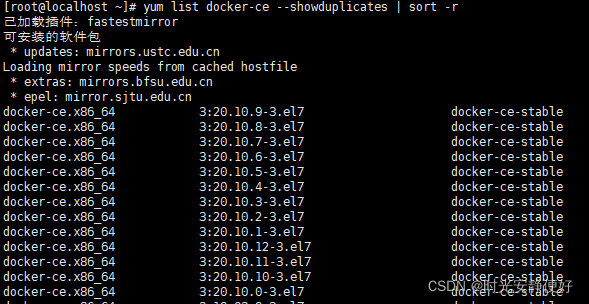 [root@localhost ~]# yum list docker-ce --showduplicates | sort -r
已加载插件：fastestmirror
可安装的软件包
 * updates: mirrors.ustc.edu.cn
Loading mirror speeds from cached hostfile
 * extras: mirrors.bfsu.edu.cn
 * epel: mirror.sjtu.edu.cn
docker-ce.x86_64 3:20.10.9-3.el7 docker-ce-stable
docker-ce.x86_64 3:20.10.8-3.el7 docker-ce-stable
docker-ce.x86_64 3:20.10.7-3.el7 docker-ce-stable
docker-ce.x86_64 3:20.10.6-3.el7 docker-ce-stable
docker-ce.x86_64 3:20.10.5-3.el7 docker-ce-stable
docker-ce.x86_64 3:20.10.4-3.el7 docker-ce-stable
docker-ce.x86_64 3:20.10.3-3.el7 docker-ce-stable
docker-ce.x86_64 3:20.10.2-3.el7 docker-ce-stable
docker-ce.x86_64 3:20.10.1-3.el7 docker-ce-stable
docker-ce.x86_64 3:20.10.12-3.el7 docker-ce-stable
docker-ce.x86_64 3:20.10.11-3.el7 docker-ce-stable
docker-ce.x86_64 3:20.10.10-3.el7 docker-ce-stable
docker-ce.x86_64 3:20.10.0-3.el7 docker-ce-stable
CSDN @时光安静便好